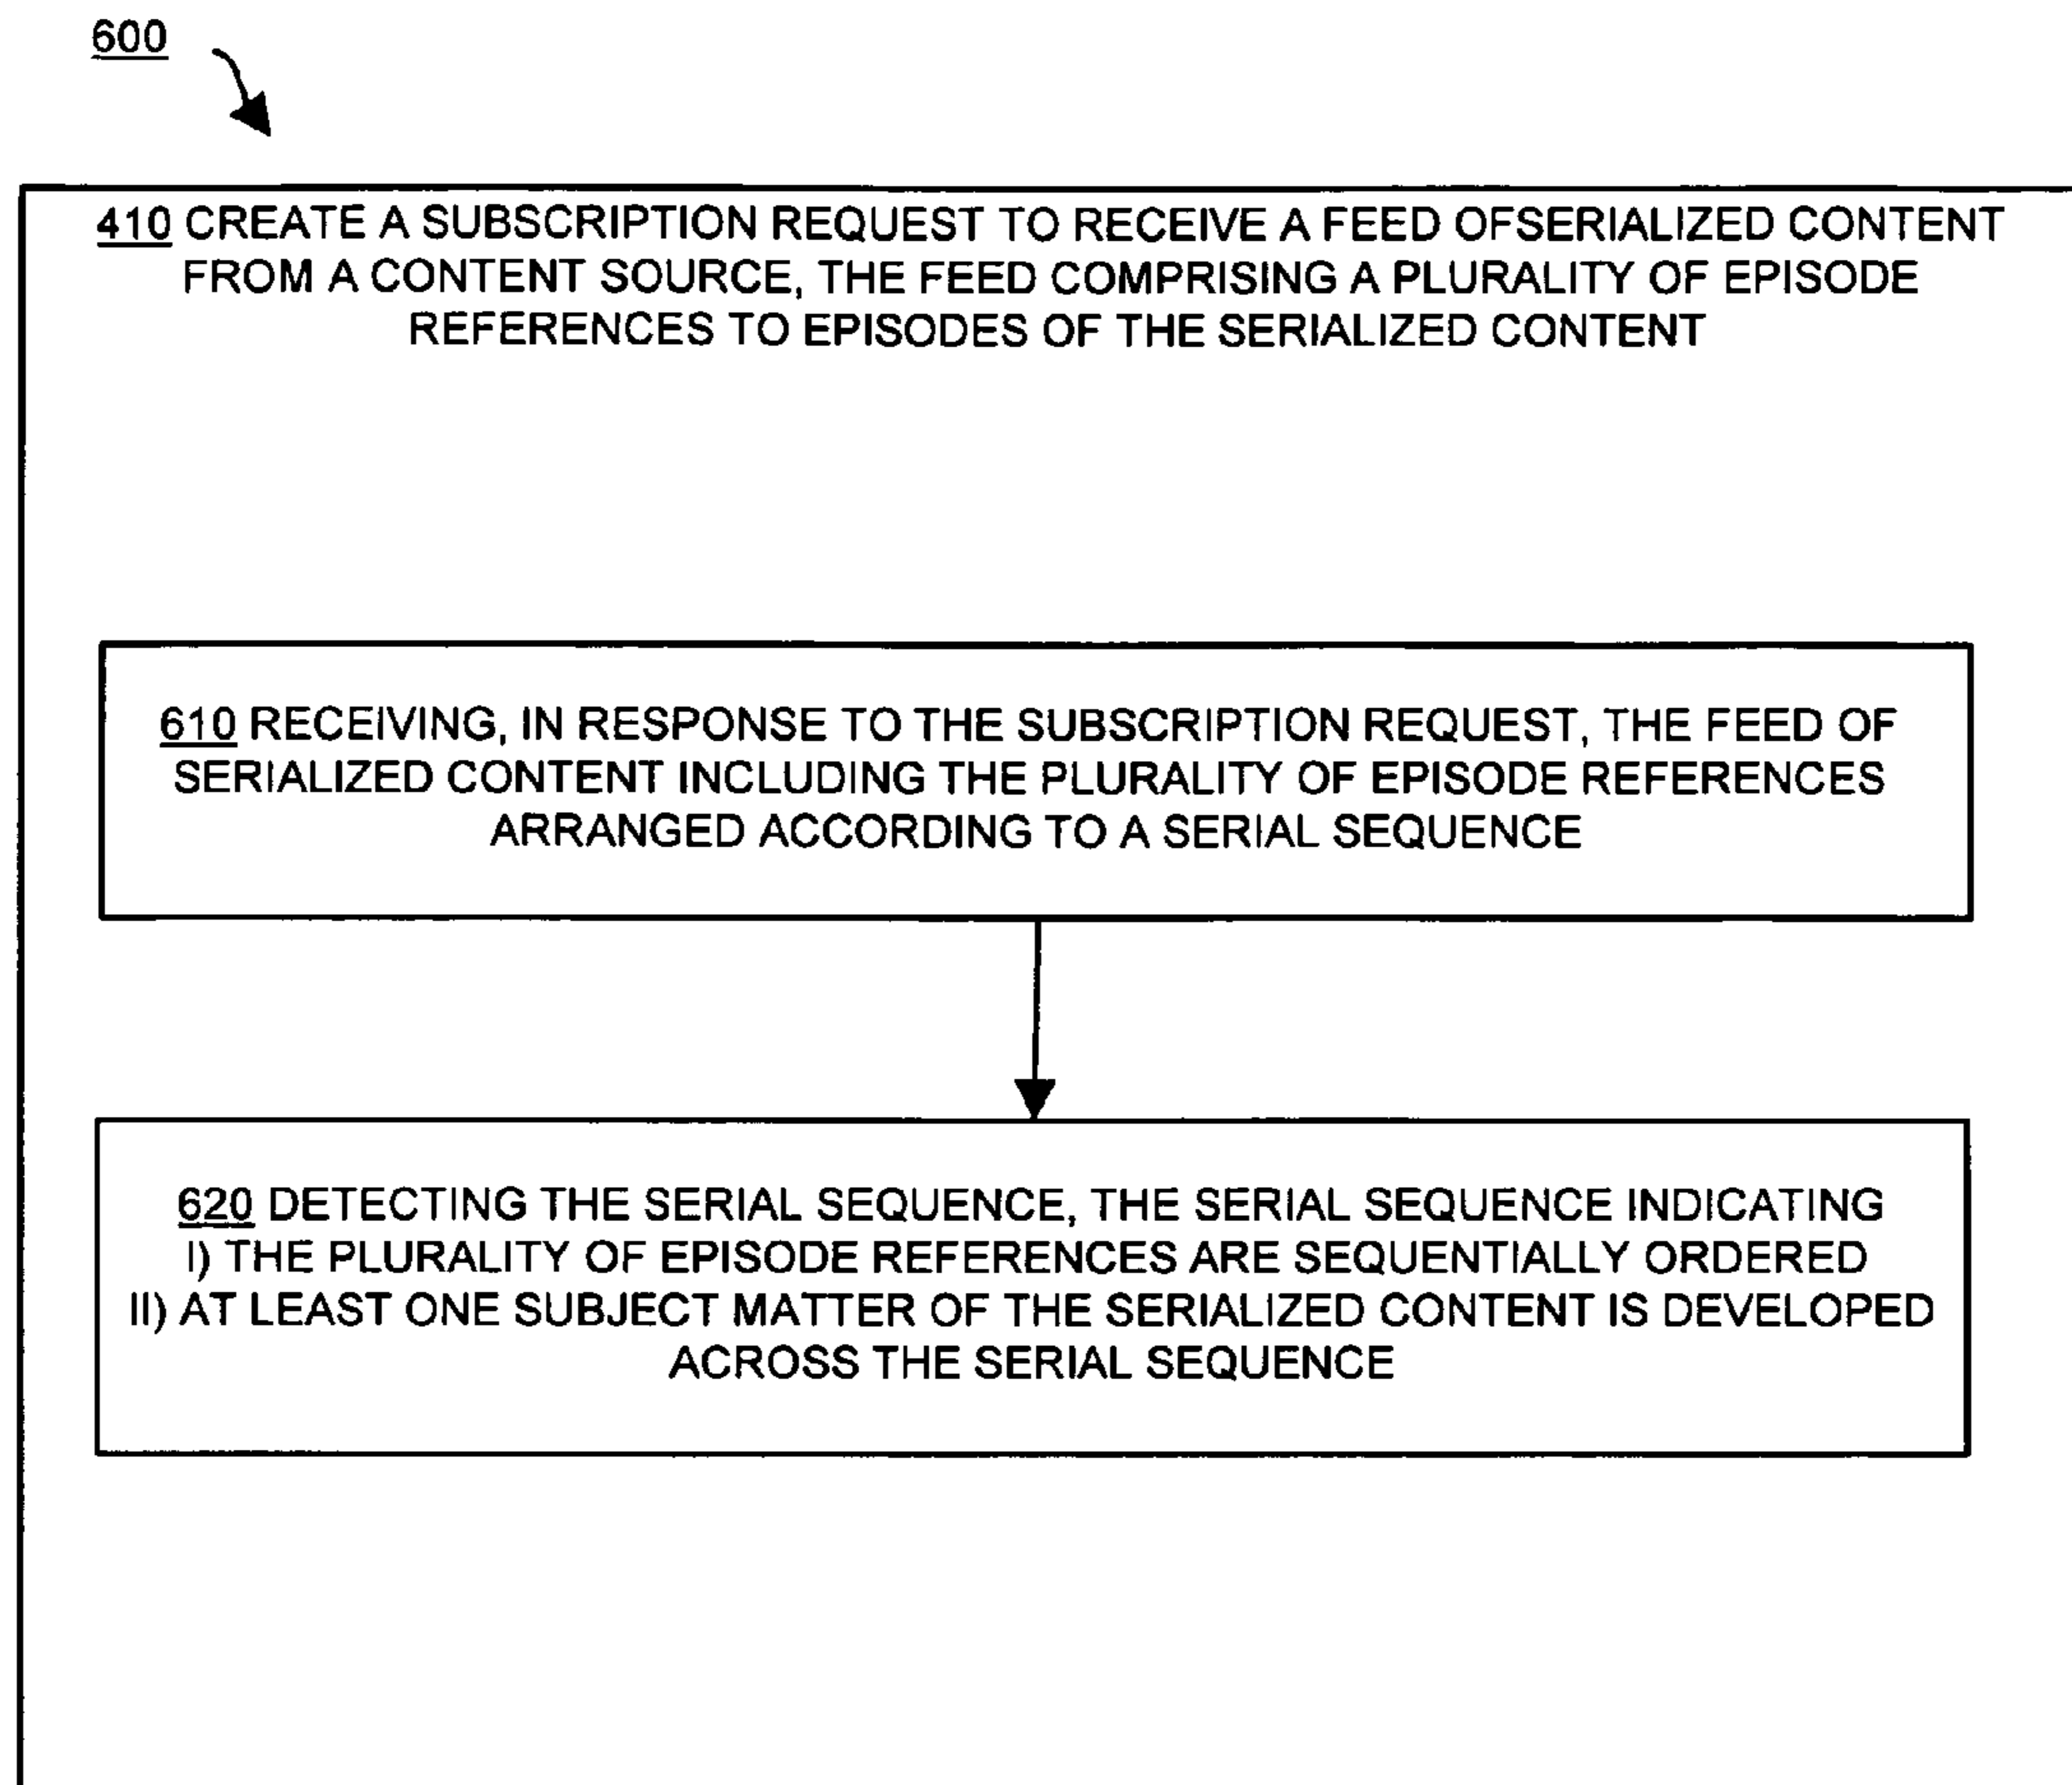 600
410 CREATE A SUBSCRIPTION REQUEST TO RECEIVE A FEED OFSERIALIZED CONTENT
FROM A CONTENT SOURCE, THE FEED COMPRISING A PLURALITY OF EPISODE
REFERENCES TO EPISODES OF THE SERIALIZED CONTENT
610 RECEIVING, IN RESPONSE TO THE SUBSCRIPTION REQUEST, THE FEED OF
SERIALIZED CONTENT INCLUDING THE PLURALITY OF EPISODE REFERENCES
ARRANGED ACCORDING TO A SERIAL SEQUENCE
620 DETECTING THE SERIAL SEQUENCE, THE SERIAL SEQUENCE INDICATING
I) THE PLURALITY OF EPISODE REFERENCES ARE SEQUENTIALLY ORDERED
II) AT LEAST ONE SUBJECT MATTER OF THE SERIALIZED CONTENT IS DEVELOPED
ACROSS THE SERIAL SEQUENCE